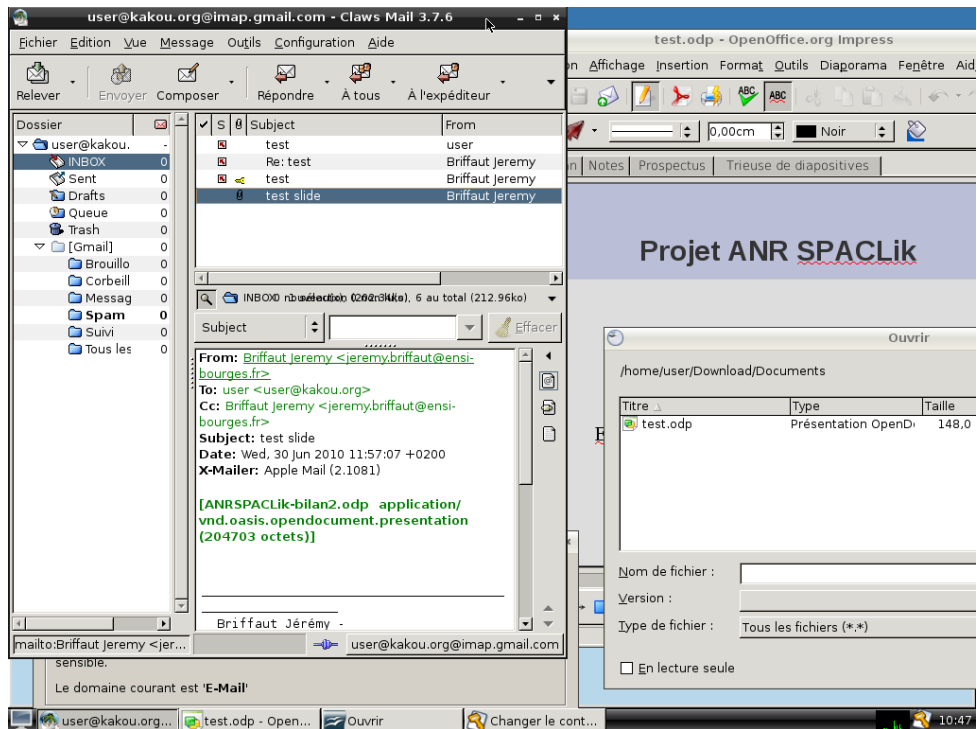 user@kakou.org@imap.gmail.com - Claws Mail 3.7.6
Fichier Edition Vue Message Outils Configuration Aide
Relever Envoyer Composer Répondre À tous À l'expéditeur
Dossier
user@kakou. -
INBOX 0
Sent 0
Drafts 0
Queue 0
Trash 0
[Gmail] 0
Brouillo 0
Corbeill 0
Messag 0
Spam 0
Suivi 0
Tous les 0
S Subject From
test user
Re: test Briffaut Jeremy
test Briffaut Jeremy
test slide Briffaut Jeremy
INBOX 6 au total (212.96ko)
Subject Effacer
From: Briffaut Jeremy <jeremy.briffaut@ensi-
bourges.fr>
To: user <user@kakou.org>
Cc: Briffaut Jeremy <jeremy.briffaut@ensi-
bourges.fr>
Subject: test slide
Date: Wed, 30 Jun 2010 11:57:07 +0200
X-Mailer: Apple Mail (2.1081)
[ANRSPACLik-bilan2.odp application/
vnd.oasis.opendocument.presentation
(204703 octets)]
Briffaut Jérémy -
mailto:Briffaut Jeremy <jer...
user@kakou.org@imap.gmail.com
sensible.
Le domaine courant est 'E-Mail'
test.odp - OpenOffice.org Impress
n Affichage Insertion Format Outils Diaporama Fenêtre Aid
ABC ABC
0,00cm Noir
n Notes Prospectus Trieuse de diapositives
Projet ANR SPACLik
E
Ouvrir
/home/user/Download/Documents
Titre Type Taille
test.odp Présentation OpenD 148,0
Nom de fichier :
Version :
Type de fichier : Tous les fichiers (*.*)
En lecture seule
user@kakou.org... test.odp - Open... Ouvrir Changer le cont... 10:47